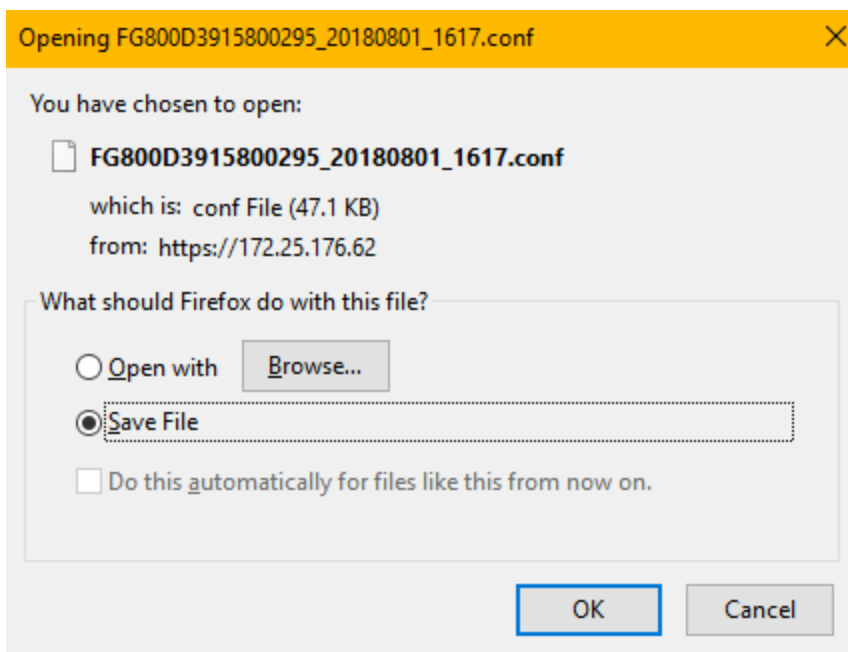 Opening FG800D3915800295_20180801_1617.conf
You have chosen to open:
FG800D3915800295_20180801_1617.conf
which is: conf File (47.1 KB)
from: https://172.25.176.62
What should Firefox do with this file?
Open with Browse...
Save File
Do this automatically for files like this from now on.
OK Cancel